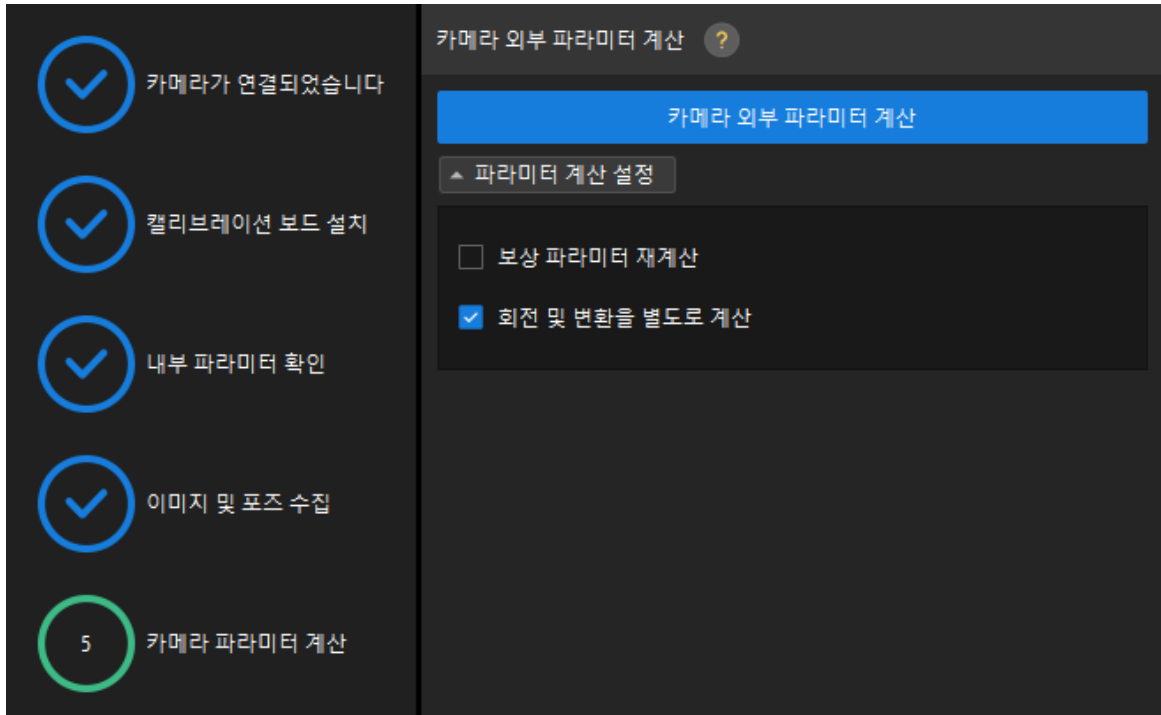 카메라가 연결되었습니다
캘리브레이션 보드 설치
내부 파라미터 확인
이미지 및 포즈 수집
5
카메라 파라미터 계산
카메라 외부 파라미터 계산 ?
카메라 외부 파라미터 계산
파라미터 계산 설정
보상 파라미터 재계산
회전 및 변환을 별도로 계산